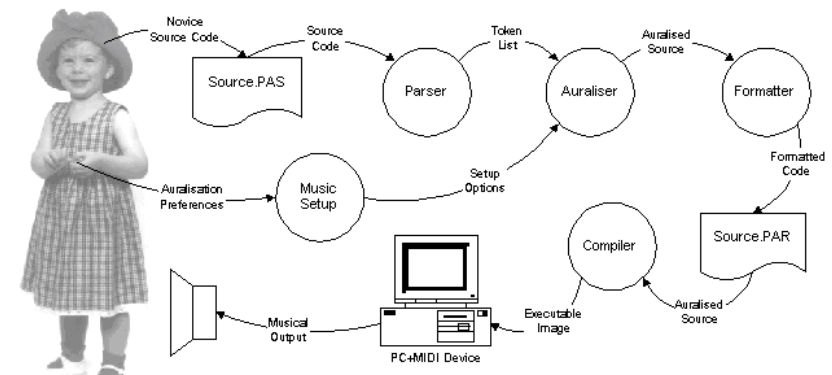 Novice
Source Code
Source.PAS
Source
Code
Parser
Token
List
Auraliser
Auralised
Source
Formatter
Formatted
Code
Auralisation
Preferences
Music
Setup
Setup
Options
Source.PAR
Auralised
Source
Compiler
Executable
Image
PC+MIDI Device
Musical
Output